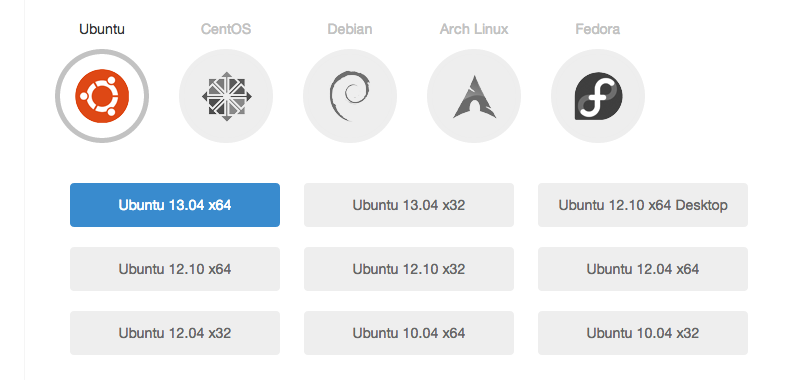 Ubuntu CentOS Debian Arch Linux Fedora
Ubuntu 13.04 x64 Ubuntu 13.04 x32 Ubuntu 12.10 x64 Desktop
Ubuntu 12.10 x64 Ubuntu 12.10 x32 Ubuntu 12.04 x64
Ubuntu 12.04 x32 Ubuntu 10.04 x64 Ubuntu 10.04 x32